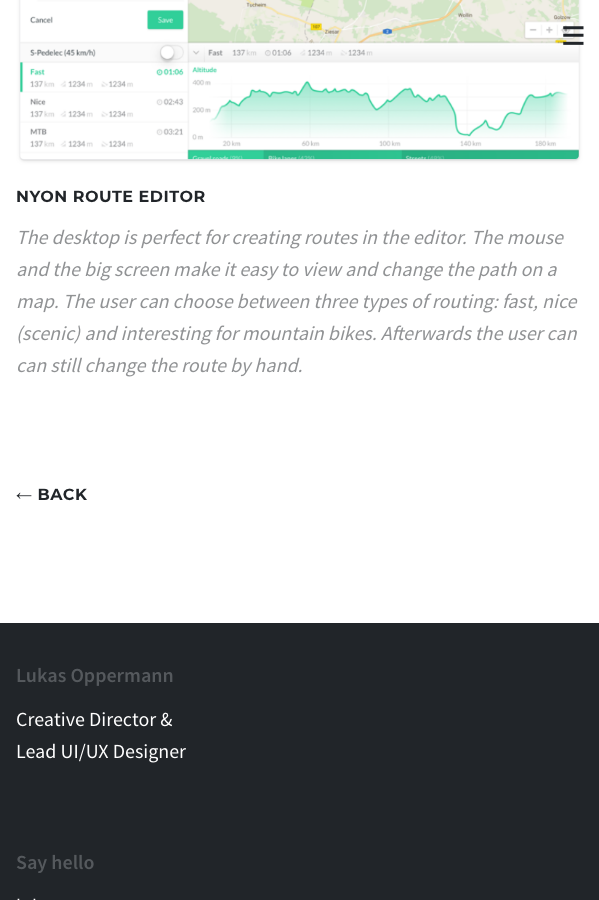 Cancel
Save
S-Pedelec (45 km/h)
Fast
01:06
137 km 1234 m 1234 m
Nice
02:43
137 km 1234 m 1234 m
MTB
03:21
137 km 1234 m 1234 m
Ziesar
107
2
Wollin
Fast 137 km 01:06 1234 m 1234 m
Altitude
400 m
200 m
0 m
20 km 60 km 100 km 140 km 180 km
NYON ROUTE EDITOR
The desktop is perfect for creating routes in the editor. The mouse
and the big screen make it easy to view and change the path on a
map. The user can choose between three types of routing: fast, nice
(scenic) and interesting for mountain bikes. Afterwards the user can
can still change the route by hand.
← BACK
Lukas Oppermann
Creative Director &
Lead UI/UX Designer
Say hello